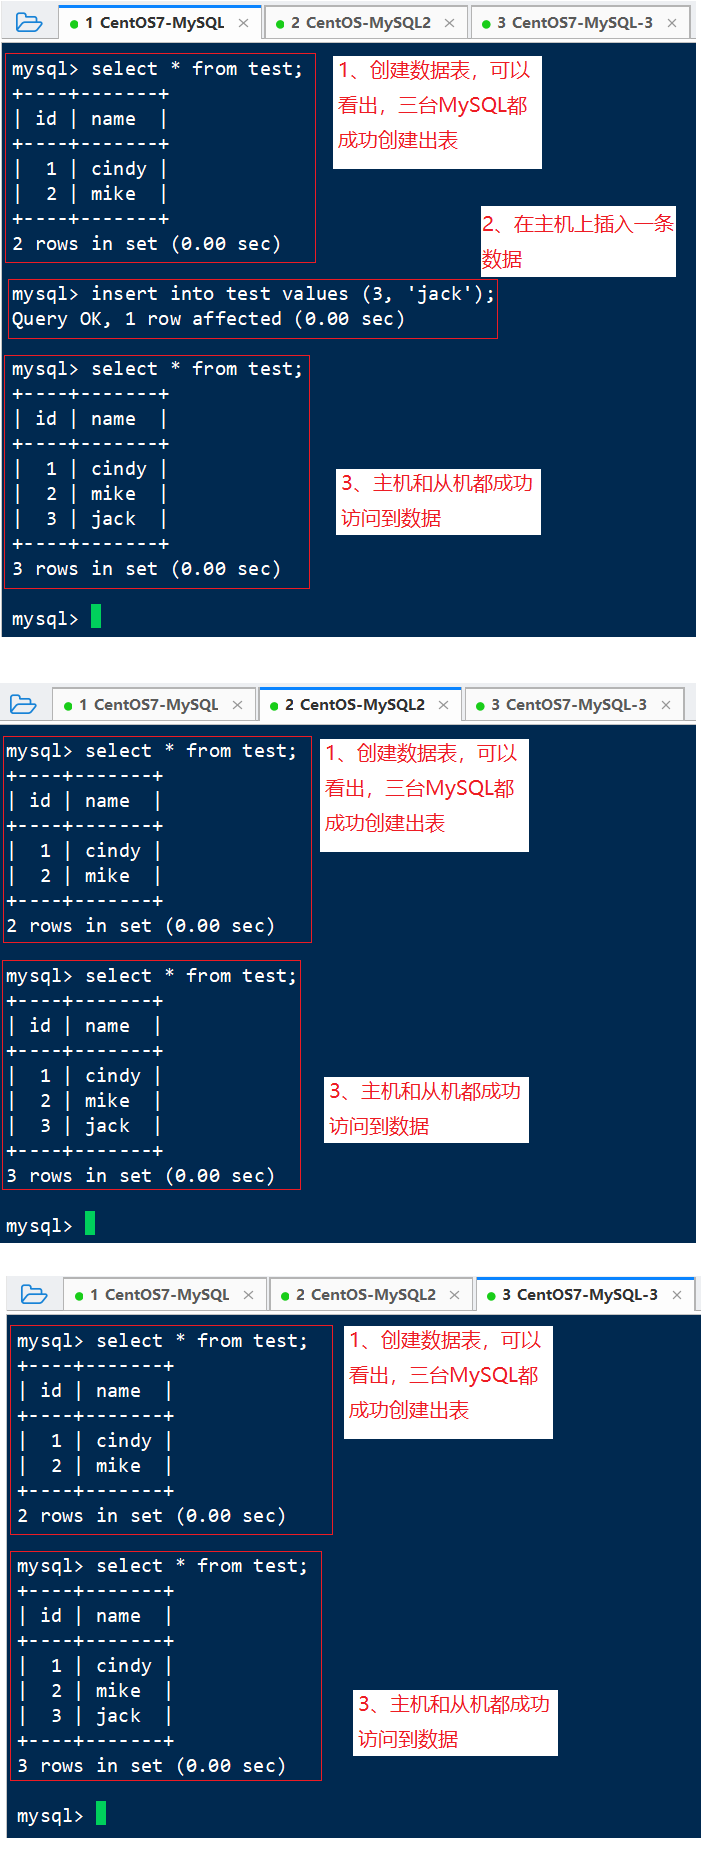 1 CentOS7-MySQL × 2 CentOS-MySQL2 × 3 CentOS7-MySQL-3 ×
mysql> select * from test;
+----+-------+
| id | name  |
+----+-------+
|  1 | cindy |
|  2 | mike  |
+----+-------+
2 rows in set (0.00 sec)
1、创建数据表，可以
看出，三台MySQL都
成功创建出表
2、在主机上插入一条
数据
mysql> insert into test values (3, 'jack');
Query OK, 1 row affected (0.00 sec)
mysql> select * from test;
+----+-------+
| id | name  |
+----+-------+
|  1 | cindy |
|  2 | mike  |
|  3 | jack  |
+----+-------+
3 rows in set (0.00 sec)
3、主机和从机都成功
访问到数据
mysql>
1 CentOS7-MySQL × 2 CentOS-MySQL2 × 3 CentOS7-MySQL-3 ×
mysql> select * from test;
+----+-------+
| id | name  |
+----+-------+
|  1 | cindy |
|  2 | mike  |
+----+-------+
2 rows in set (0.00 sec)
1、创建数据表，可以
看出，三台MySQL都
成功创建出表
mysql> select * from test;
+----+-------+
| id | name  |
+----+-------+
|  1 | cindy |
|  2 | mike  |
|  3 | jack  |
+----+-------+
3 rows in set (0.00 sec)
3、主机和从机都成功
访问到数据
mysql>
1 CentOS7-MySQL × 2 CentOS-MySQL2 × 3 CentOS7-MySQL-3 ×
mysql> select * from test;
+----+-------+
| id | name  |
+----+-------+
|  1 | cindy |
|  2 | mike  |
+----+-------+
2 rows in set (0.00 sec)
1、创建数据表，可以
看出，三台MySQL都
成功创建出表
mysql> select * from test;
+----+-------+
| id | name  |
+----+-------+
|  1 | cindy |
|  2 | mike  |
|  3 | jack  |
+----+-------+
3 rows in set (0.00 sec)
3、主机和从机都成功
访问到数据
mysql>